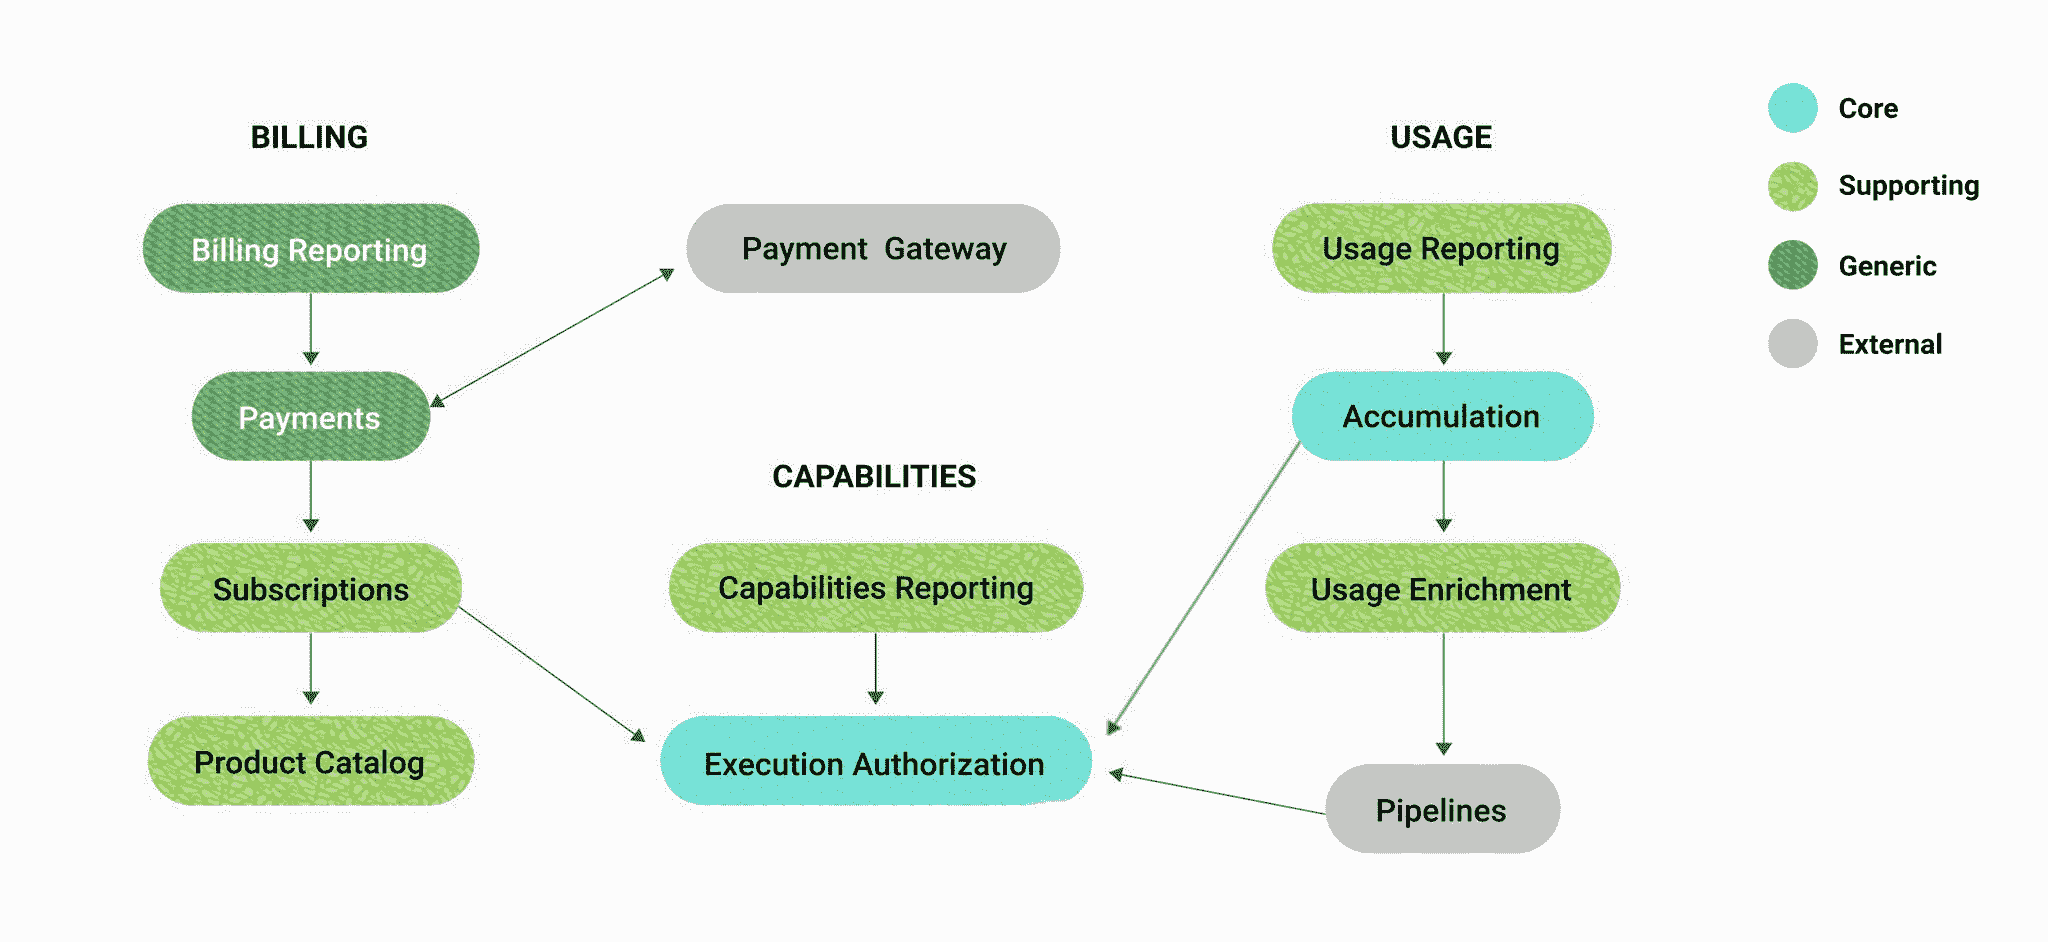 BILLING
Billing Reporting
Payments
Subscriptions
Product Catalog
Payment Gateway
CAPABILITIES
Capabilities Reporting
Execution Authorization
USAGE
Usage Reporting
Accumulation
Usage Enrichment
Pipelines
Core
Supporting
Generic
External